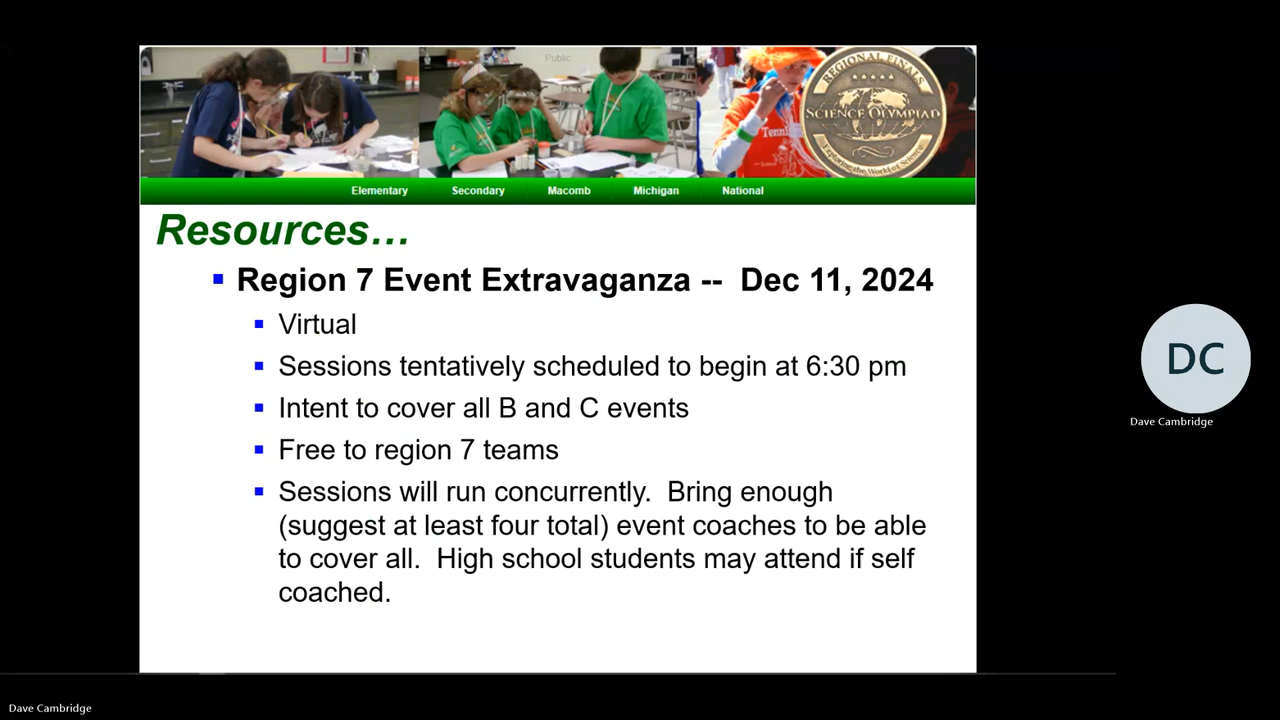 Public
REGIONAL FINALS
SCIENCE OLYMPIAD
Exploring the World of Science
Elementary Secondary Macomb Michigan National
Resources…
Region 7 Event Extravaganza -- Dec 11, 2024
Virtual
Sessions tentatively scheduled to begin at 6:30 pm
Intent to cover all B and C events
Free to region 7 teams
Sessions will run concurrently. Bring enough
(suggest at least four total) event coaches to be able
to cover all. High school students may attend if self
coached.
DC
Dave Cambridge
Dave Cambridge